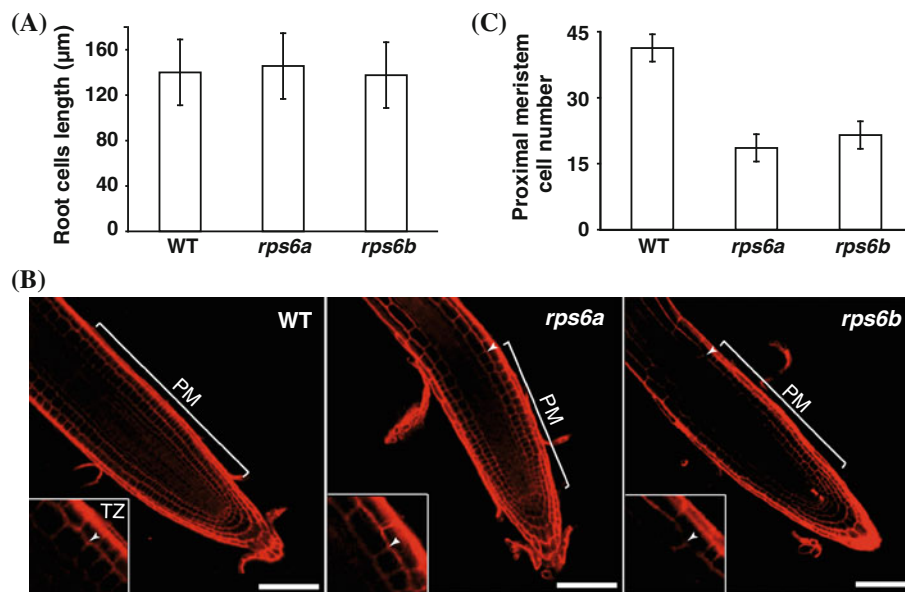 (A)
Root cells length (µm)
160
120
80
40
0
WT
rps6a
rps6b
(C)
Proximal meristem
cell number
45
30
15
0
WT
rps6a
rps6b
(B)
WT
PM
TZ
rps6a
PM
rps6b
PM